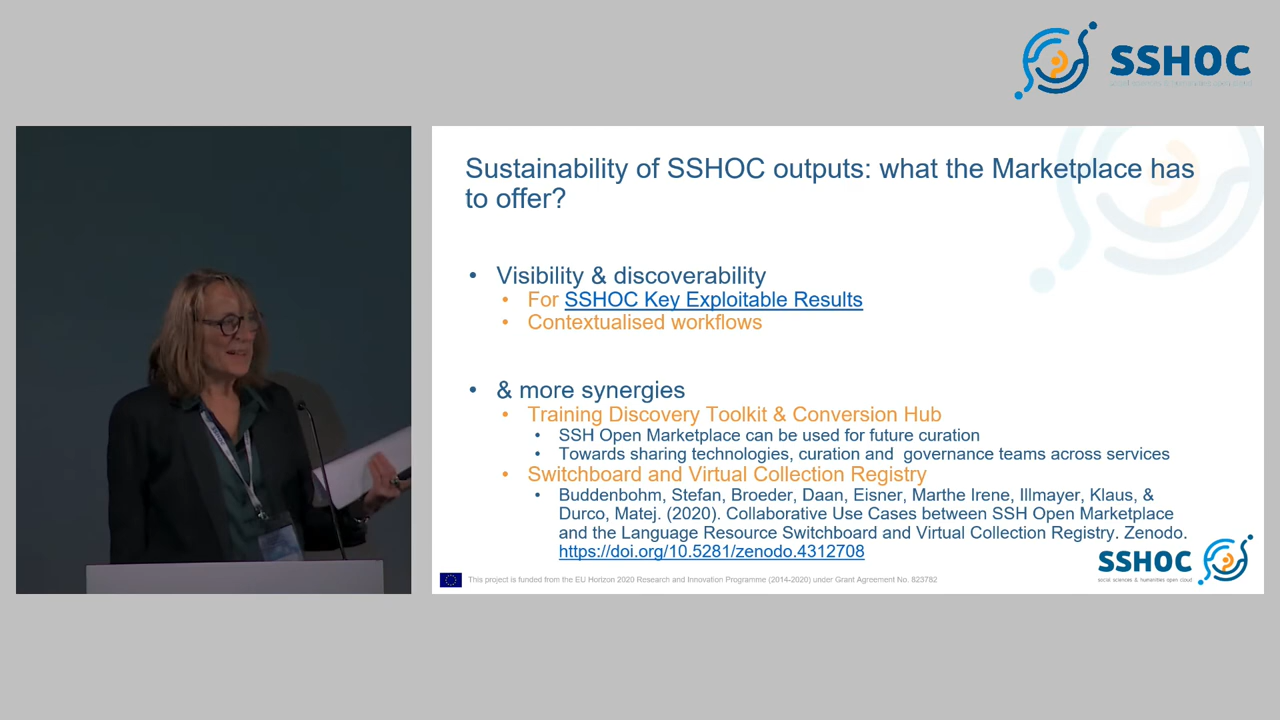 SSHOC
Sustainability of SSHOC outputs: what the Marketplace has
to offer?
• Visibility & discoverability
• For SSHOC Key Exploitable Results
• Contextualised workflows
• & more synergies
• Training Discovery Toolkit & Conversion Hub
• SSH Open Marketplace can be used for future curation
• Towards sharing technologies, curation and  governance teams across services
• Switchboard and Virtual Collection Registry
• Buddenbohm, Stefan, Broeder, Daan, Eisner, Marthe Irene, Illmayer, Klaus, &
Durco, Matej. (2020). Collaborative Use Cases between SSH Open Marketplace
and the Language Resource Switchboard and Virtual Collection Registry. Zenodo.
https://doi.org/10.5281/zenodo.4312708
SSHOC
social sciences & humanities open cloud
This project is funded from the EU Horizon 2020 Research and Innovation Programme (2014-2020) under Grant Agreement No. 823782